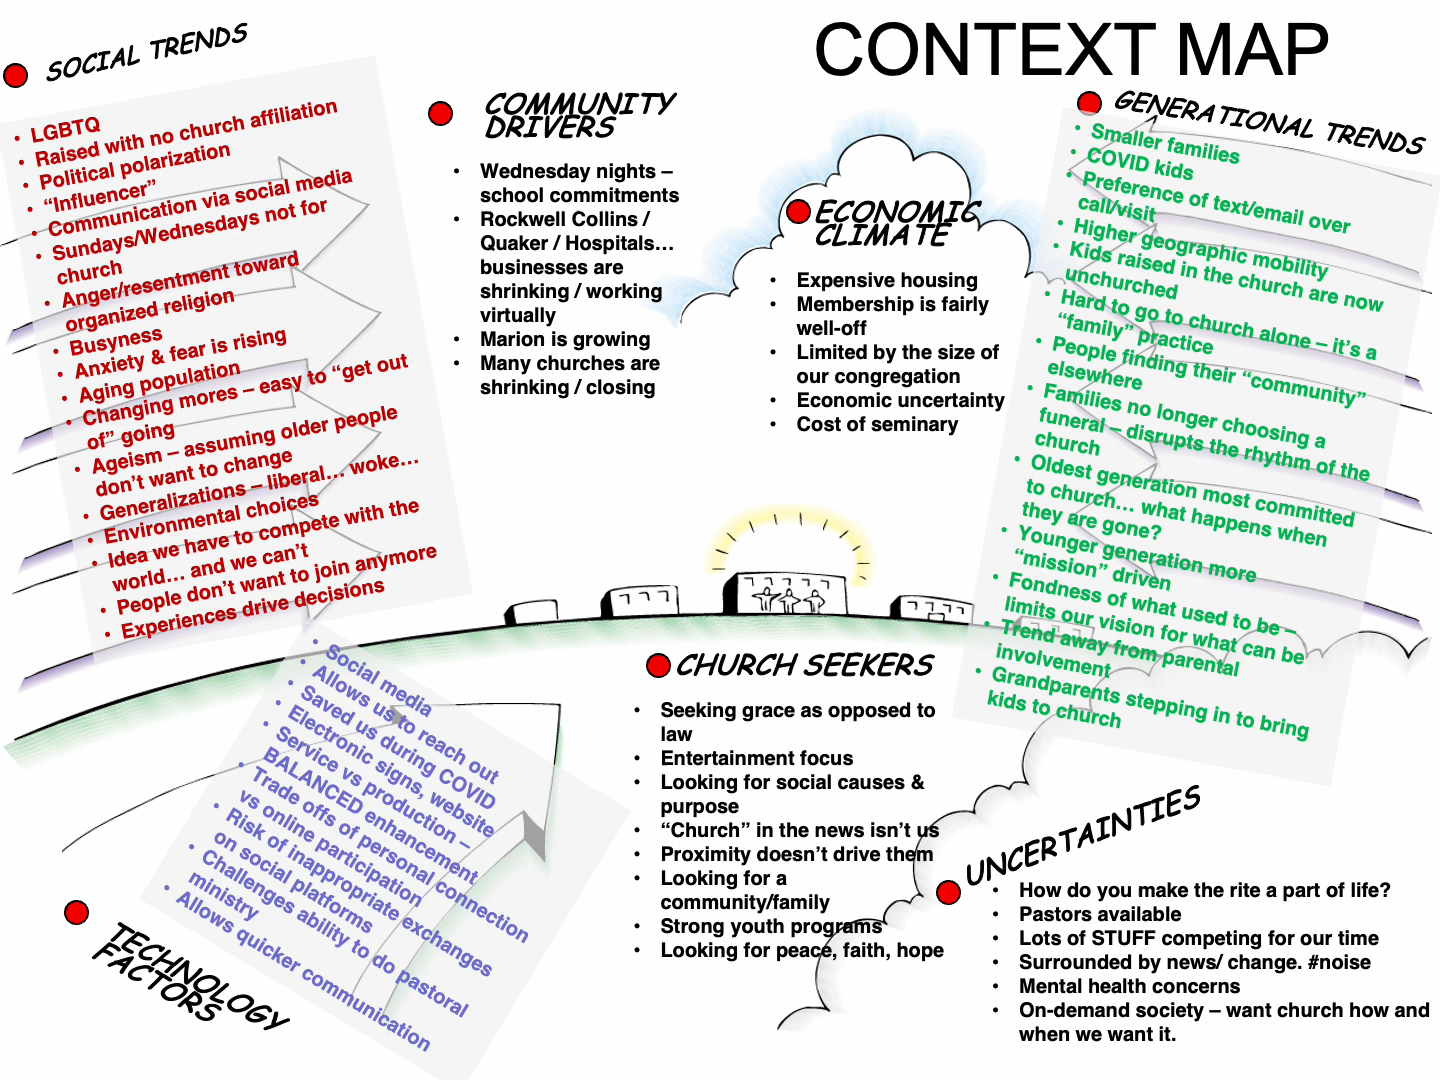 CONTEXT MAP
SOCIAL TRENDS
• LGBTQ
• Raised with no church affiliation
• Political polarization
• “Influencer”
• Communication via social media
• Sundays/Wednesdays not for
church
• Anger/resentment toward
organized religion
• Busyness
• Anxiety & fear is rising
• Aging population
• Changing mores – easy to “get out
of” going
• Ageism – assuming older people
don’t want to change
• Generalizations – liberal… woke…
• Environmental choices
• Idea we have to compete with the
world… and we can’t
• People don’t want to join anymore
• Experiences drive decisions
COMMUNITY
DRIVERS
• Wednesday nights –
school commitments
• Rockwell Collins /
Quaker / Hospitals…
businesses are
shrinking / working
virtually
• Marion is growing
• Many churches are
shrinking / closing
ECONOMIC
CLIMATE
• Expensive housing
• Membership is fairly
well-off
• Limited by the size of
our congregation
• Economic uncertainty
• Cost of seminary
GENERATIONAL TRENDS
• Smaller families
• COVID kids
• Preference of text/email over
call/visit
• Higher geographic mobility
• Kids raised in the church are now
unchurched
• Hard to go to church alone – it’s a
“family” practice
• People finding their “community”
elsewhere
• Families no longer choosing a
funeral – disrupts the rhythm of the
church
• Oldest generation most committed
to church… what happens when
they are gone?
• Younger generation more
“mission” driven
• Fondness of what used to be –
limits our vision for what can be
• Trend away from parental
involvement
• Grandparents stepping in to bring
kids to church
TECHNOLOGY
FACTORS
• Social media
• Allows us to reach out
• Saved us during COVID
• Electronic signs, website
• Service vs production –
BALANCED enhancement
• Trade offs of personal connection
vs online participation
• Risk of inappropriate exchanges
on social platforms
• Challenges ability to do pastoral
ministry
• Allows quicker communication
CHURCH SEEKERS
• Seeking grace as opposed to
law
• Entertainment focus
• Looking for social causes &
purpose
• “Church” in the news isn’t us
• Proximity doesn’t drive them
• Looking for a
community/family
• Strong youth programs
• Looking for peace, faith, hope
UNCERTAINTIES
• How do you make the rite a part of life?
• Pastors available
• Lots of STUFF competing for our time
• Surrounded by news/ change. #noise
• Mental health concerns
• On-demand society – want church how and
when we want it.